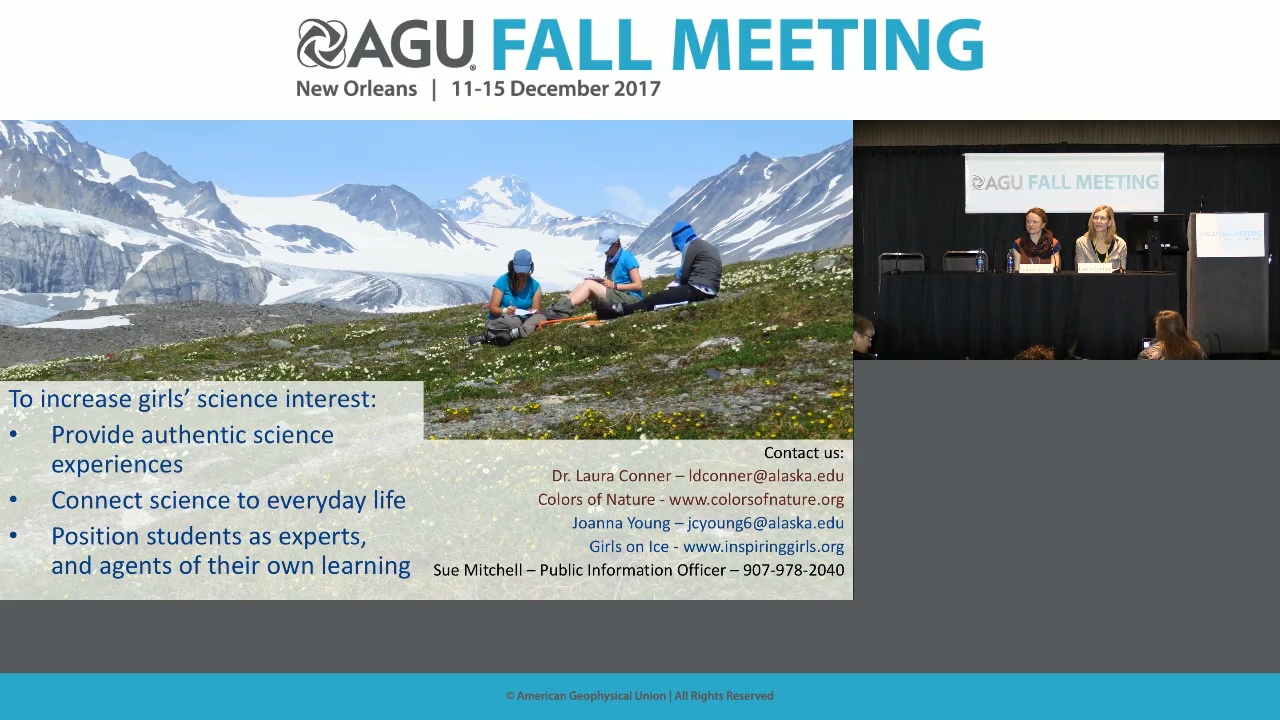 AGU FALL MEETING
New Orleans | 11-15 December 2017
AGU FALL MEETING
AGU FALL MEETING
To increase girls’ science interest:
• Provide authentic science
experiences
• Connect science to everyday life
• Position students as experts,
and agents of their own learning
Contact us:
Dr. Laura Conner – ldconner@alaska.edu
Colors of Nature - www.colorsofnature.org
Joanna Young – jcyoung6@alaska.edu
Girls on Ice - www.inspiringgirls.org
Sue Mitchell – Public Information Officer – 907-978-2040
© American Geophysical Union | All Rights Reserved